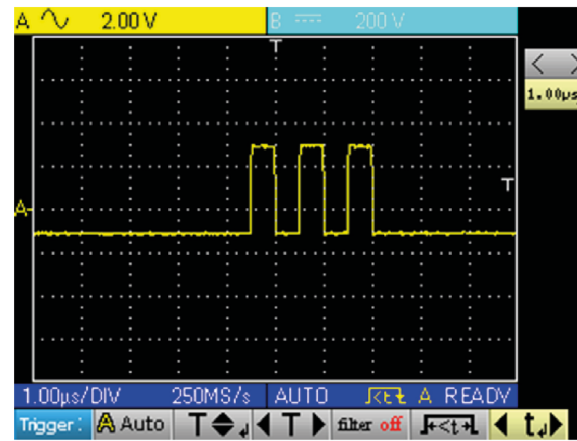 A 2.00 V B 200 V
T
< >
1.00µs
T
A
1.00µs/DIV 250MS/s AUTO t A READY
Trigger: A Auto T T filter off <t t